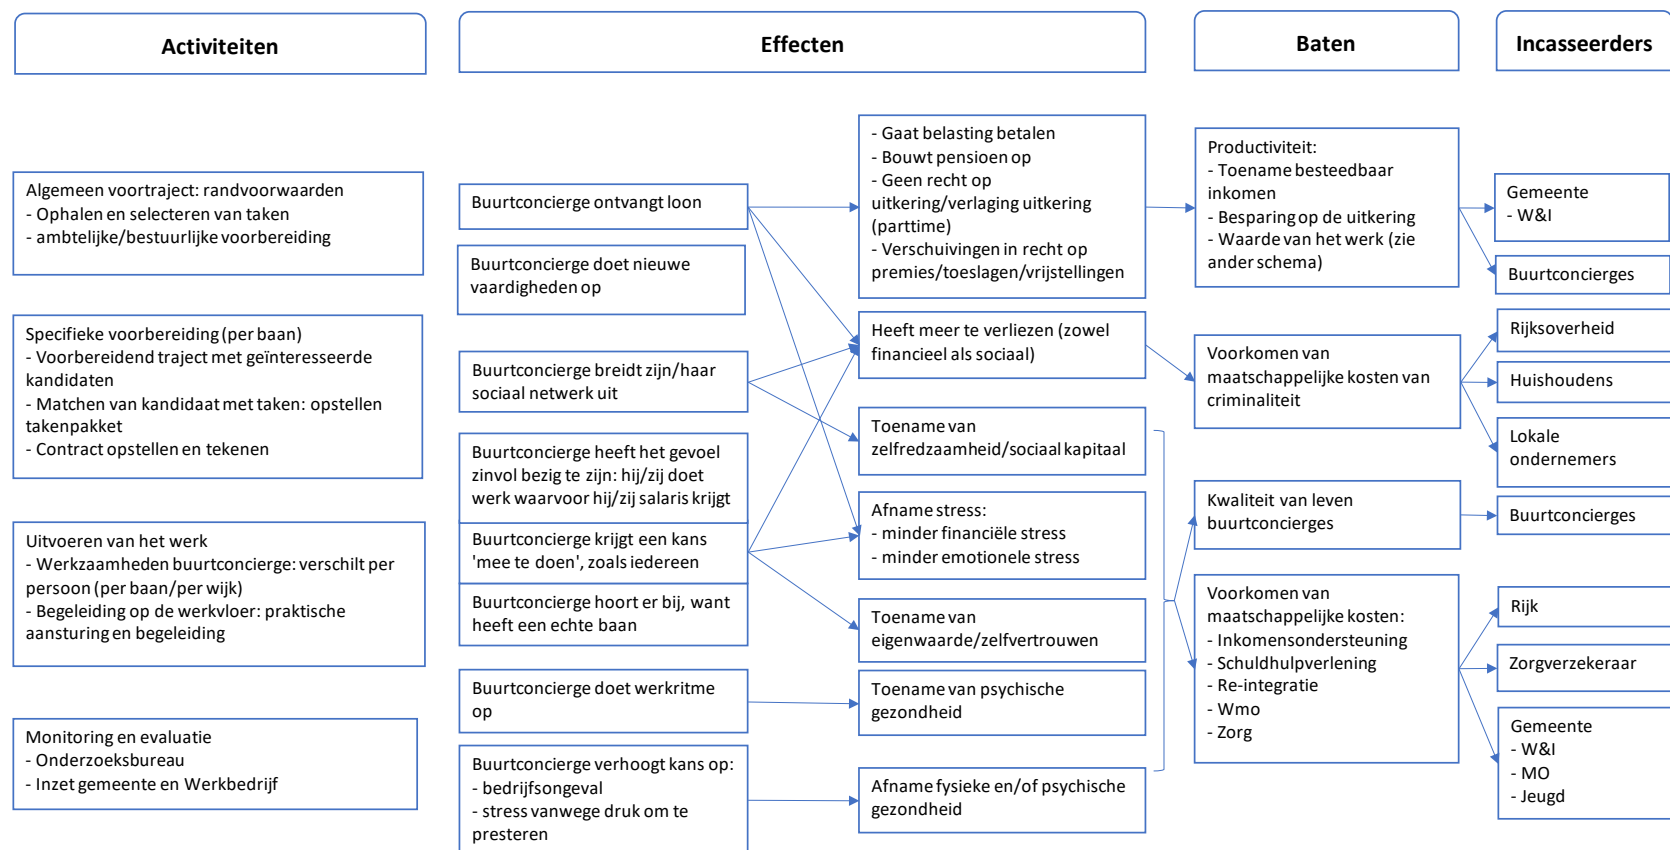 Activiteiten
Effecten
Baten
Incasseerders
Algemeen voortraject: randvoorwaarden
- Ophalen en selecteren van taken
- ambtelijke/bestuurlijke voorbereiding
Specifieke voorbereiding (per baan)
- Voorbereidend traject met geïnteresseerde
kandidaten
- Matchen van kandidaat met taken: opstellen
takenpakket
- Contract opstellen en tekenen
Uitvoeren van het werk
- Werkzaamheden buurtconcierge: verschilt per
persoon (per baan/per wijk)
- Begeleiding op de werkvloer: praktische
aansturing en begeleiding
Monitoring en evaluatie
- Onderzoeksbureau
- Inzet gemeente en Werkbedrijf
Buurtconcierge ontvangt loon
Buurtconcierge doet nieuwe
vaardigheden op
Buurtconcierge breidt zijn/haar
sociaal netwerk uit
Buurtconcierge heeft het gevoel
zinvol bezig te zijn: hij/zij doet
werk waarvoor hij/zij salaris krijgt
Buurtconcierge krijgt een kans
'mee te doen', zoals iedereen
Buurtconcierge hoort er bij, want
heeft een echte baan
Buurtconcierge doet werkritme
op
Buurtconcierge verhoogt kans op:
- bedrijfsongeval
- stress vanwege druk om te
presteren
- Gaat belasting betalen
- Bouwt pensioen op
- Geen recht op
uitkering/verlaging uitkering
(parttime)
- Verschuivingen in recht op
premies/toeslagen/vrijstellingen
Heeft meer te verliezen (zowel
financieel als sociaal)
Toename van
zelfredzaamheid/sociaal kapitaal
Afname stress:
- minder financiële stress
- minder emotionele stress
Toename van
eigenwaarde/zelfvertrouwen
Toename van psychische
gezondheid
Afname fysieke en/of psychische
gezondheid
Productiviteit:
- Toename besteedbaar
inkomen
- Besparing op de uitkering
- Waarde van het werk (zie
ander schema)
Voorkomen van
maatschappelijke kosten van
criminaliteit
Kwaliteit van leven
buurtconcierges
Voorkomen van
maatschappelijke kosten:
- Inkomensondersteuning
- Schuldhulpverlening
- Re-integratie
- Wmo
- Zorg
Gemeente
- W&I
Buurtconcierges
Rijksoverheid
Huishoudens
Lokale
ondernemers
Buurtconcierges
Rijk
Zorgverzekeraar
Gemeente
- W&I
- MO
- Jeugd